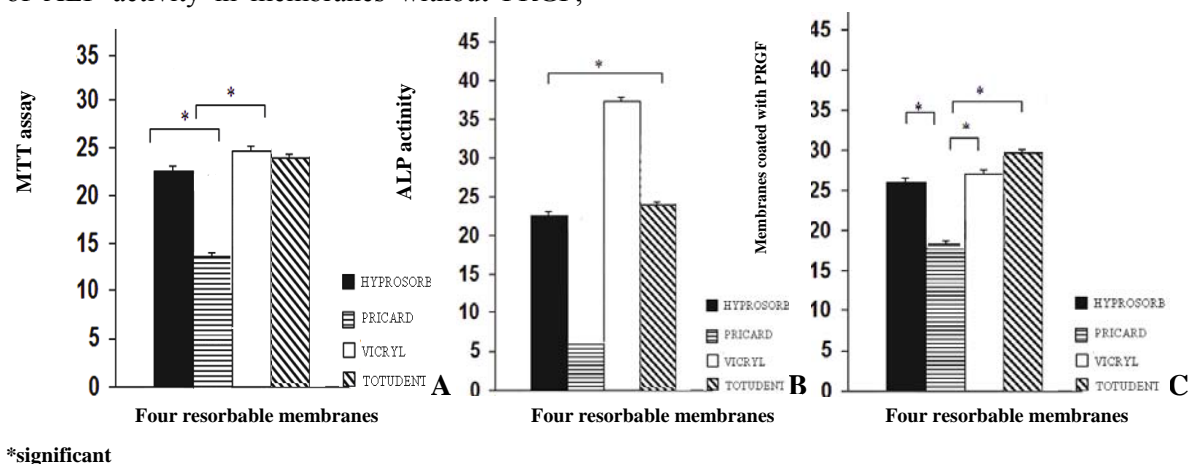 of ALP activity in membranes without PRGF,
MTT assay
35
30
25
20
15
10
5
0
*
*
HYPROSORB
PRICARD
VICRYL
TOTUDENT
A
Four resorbable membranes
ALP actinity
45
40
35
30
25
20
15
10
5
0
*
HYPROSORB
PRICARD
VICRYL
TOTUDENT
B
Four resorbable membranes
Membranes coated with PRGF
45
40
35
30
25
20
15
10
5
0
*
*
*
HYPROSORB
PRICARD
VICRYL
TOTUDENT
C
Four resorbable membranes
*significant